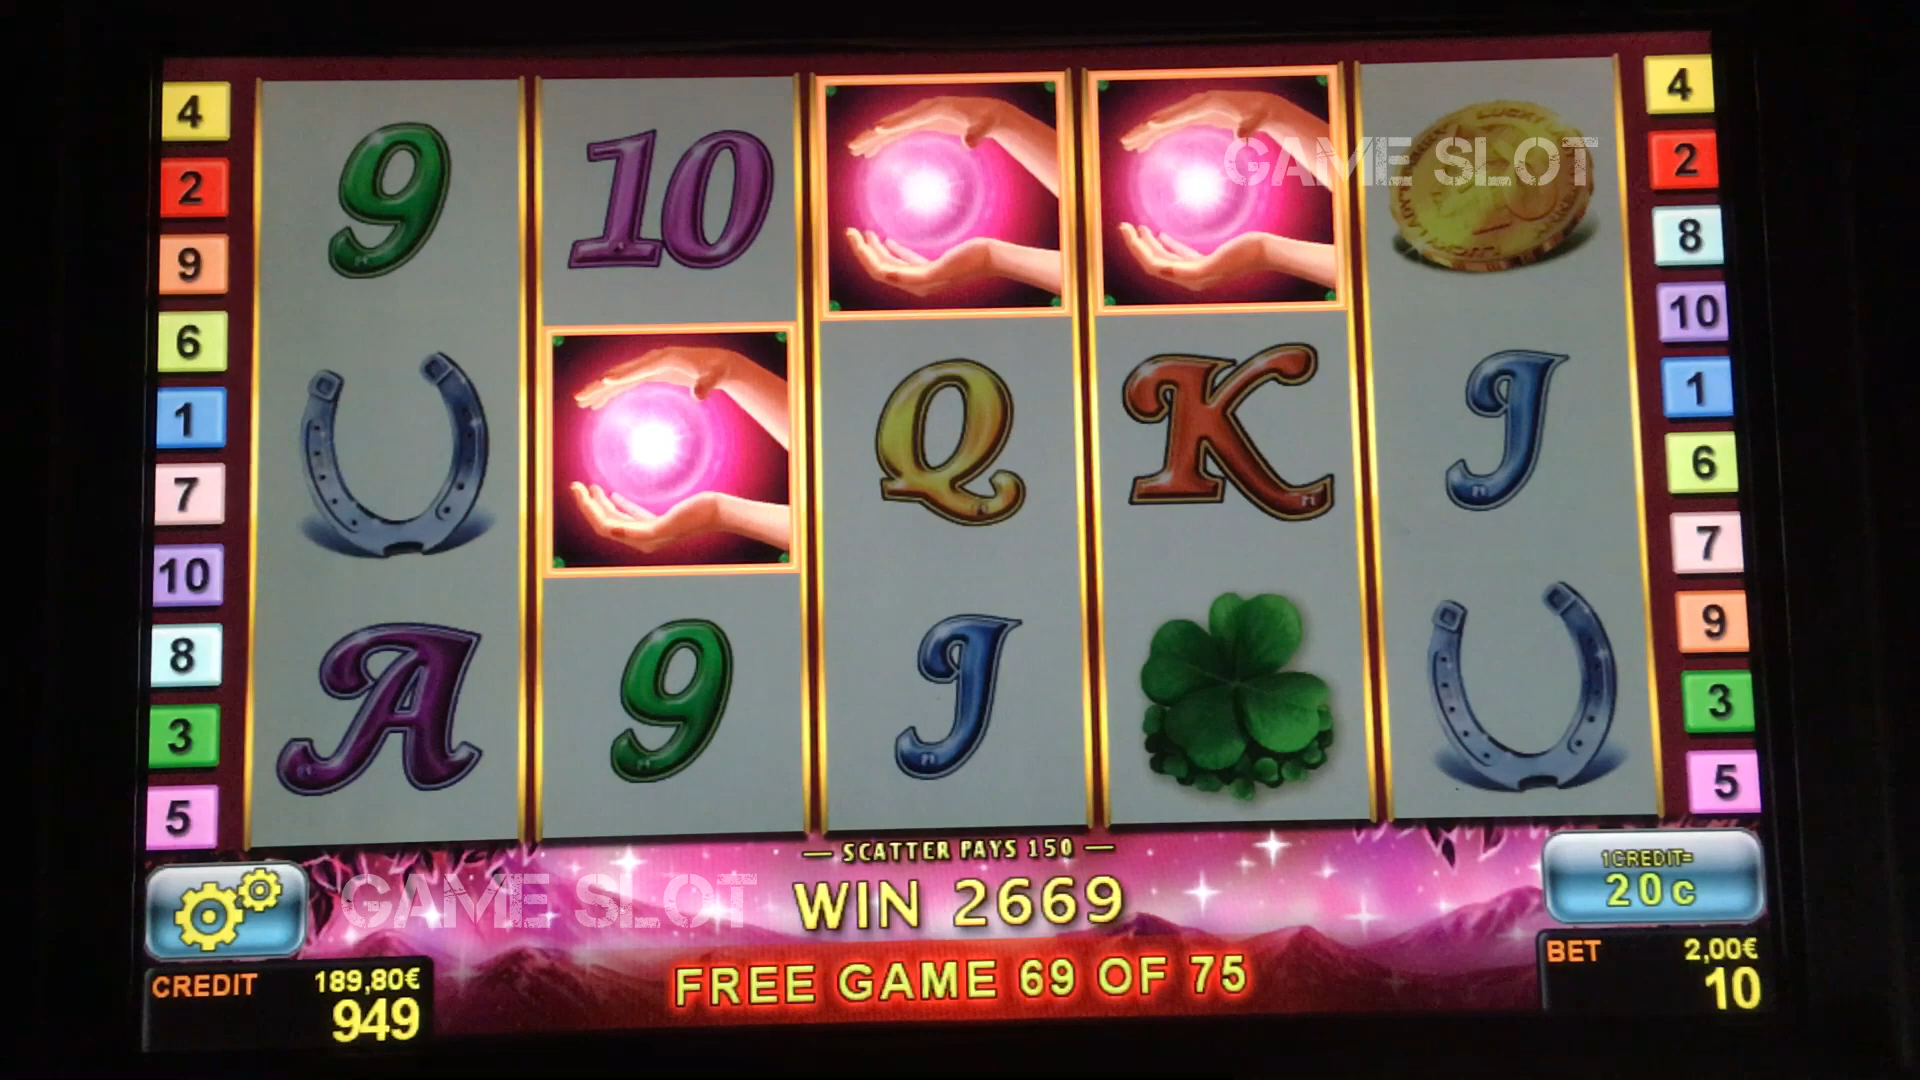 4 4
2 2
9 8
6 10
1 1
7 6
10 7
8 9
3 3
5 5
9 10
GAME SLOT
LUCKY
Q K J
A 9 J
SCATTER PAYS 150
WIN 2669
GAME SLOT
FREE GAME 69 OF 75
CREDIT 189,80€
949
1CREDIT=
20c
BET 2,00€
10